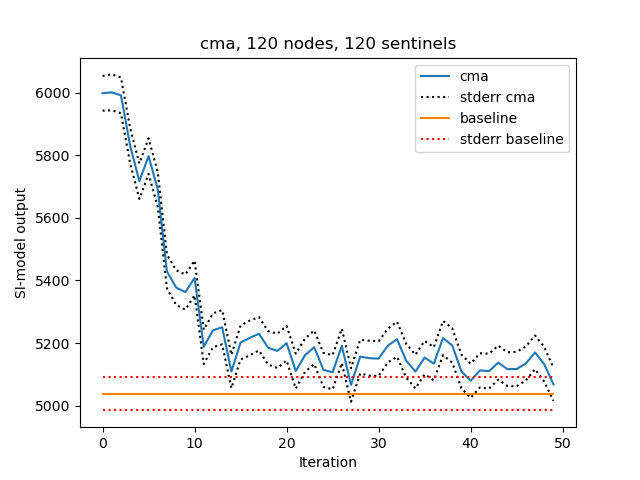 cma, 120 nodes, 120 sentinels
cma
stderr cma
baseline
stderr baseline
SI-model output
6000
5800
5600
5400
5200
5000
0 10 20 30 40 50
Iteration